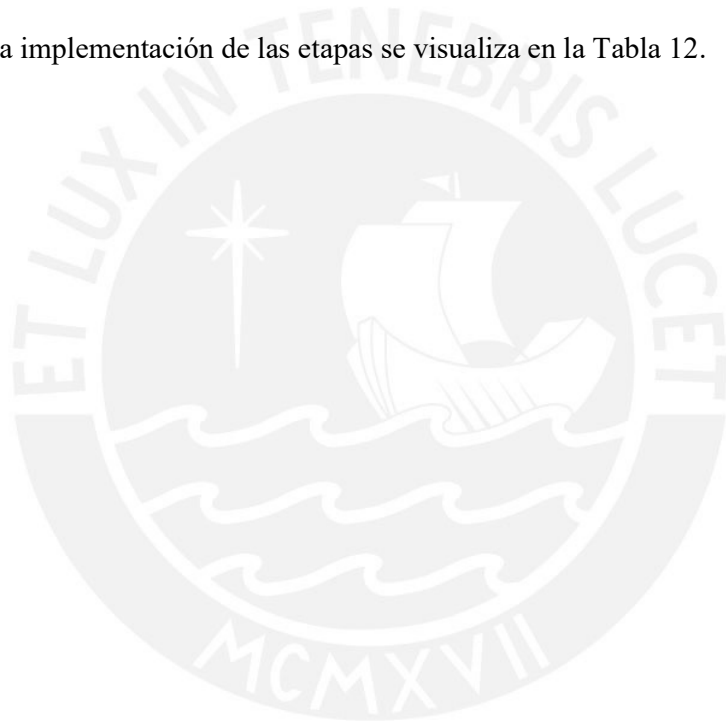 a implementación de las etapas se visualiza en la Tabla 12.
ET LUX IN TENEBRIS LUCET
MCMXVII